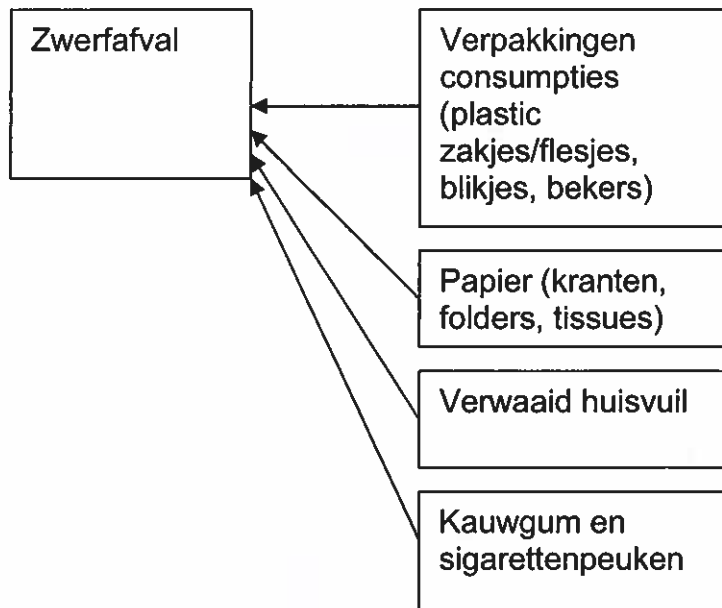 Zwerfafval
Verpakkingen
consumpties
(plastic
zakjes/flesjes,
blikjes, bekers)
Papier (kranten,
folders, tissues)
Verwaaid huisvuil
Kauwgum en
sigarettenpeuken